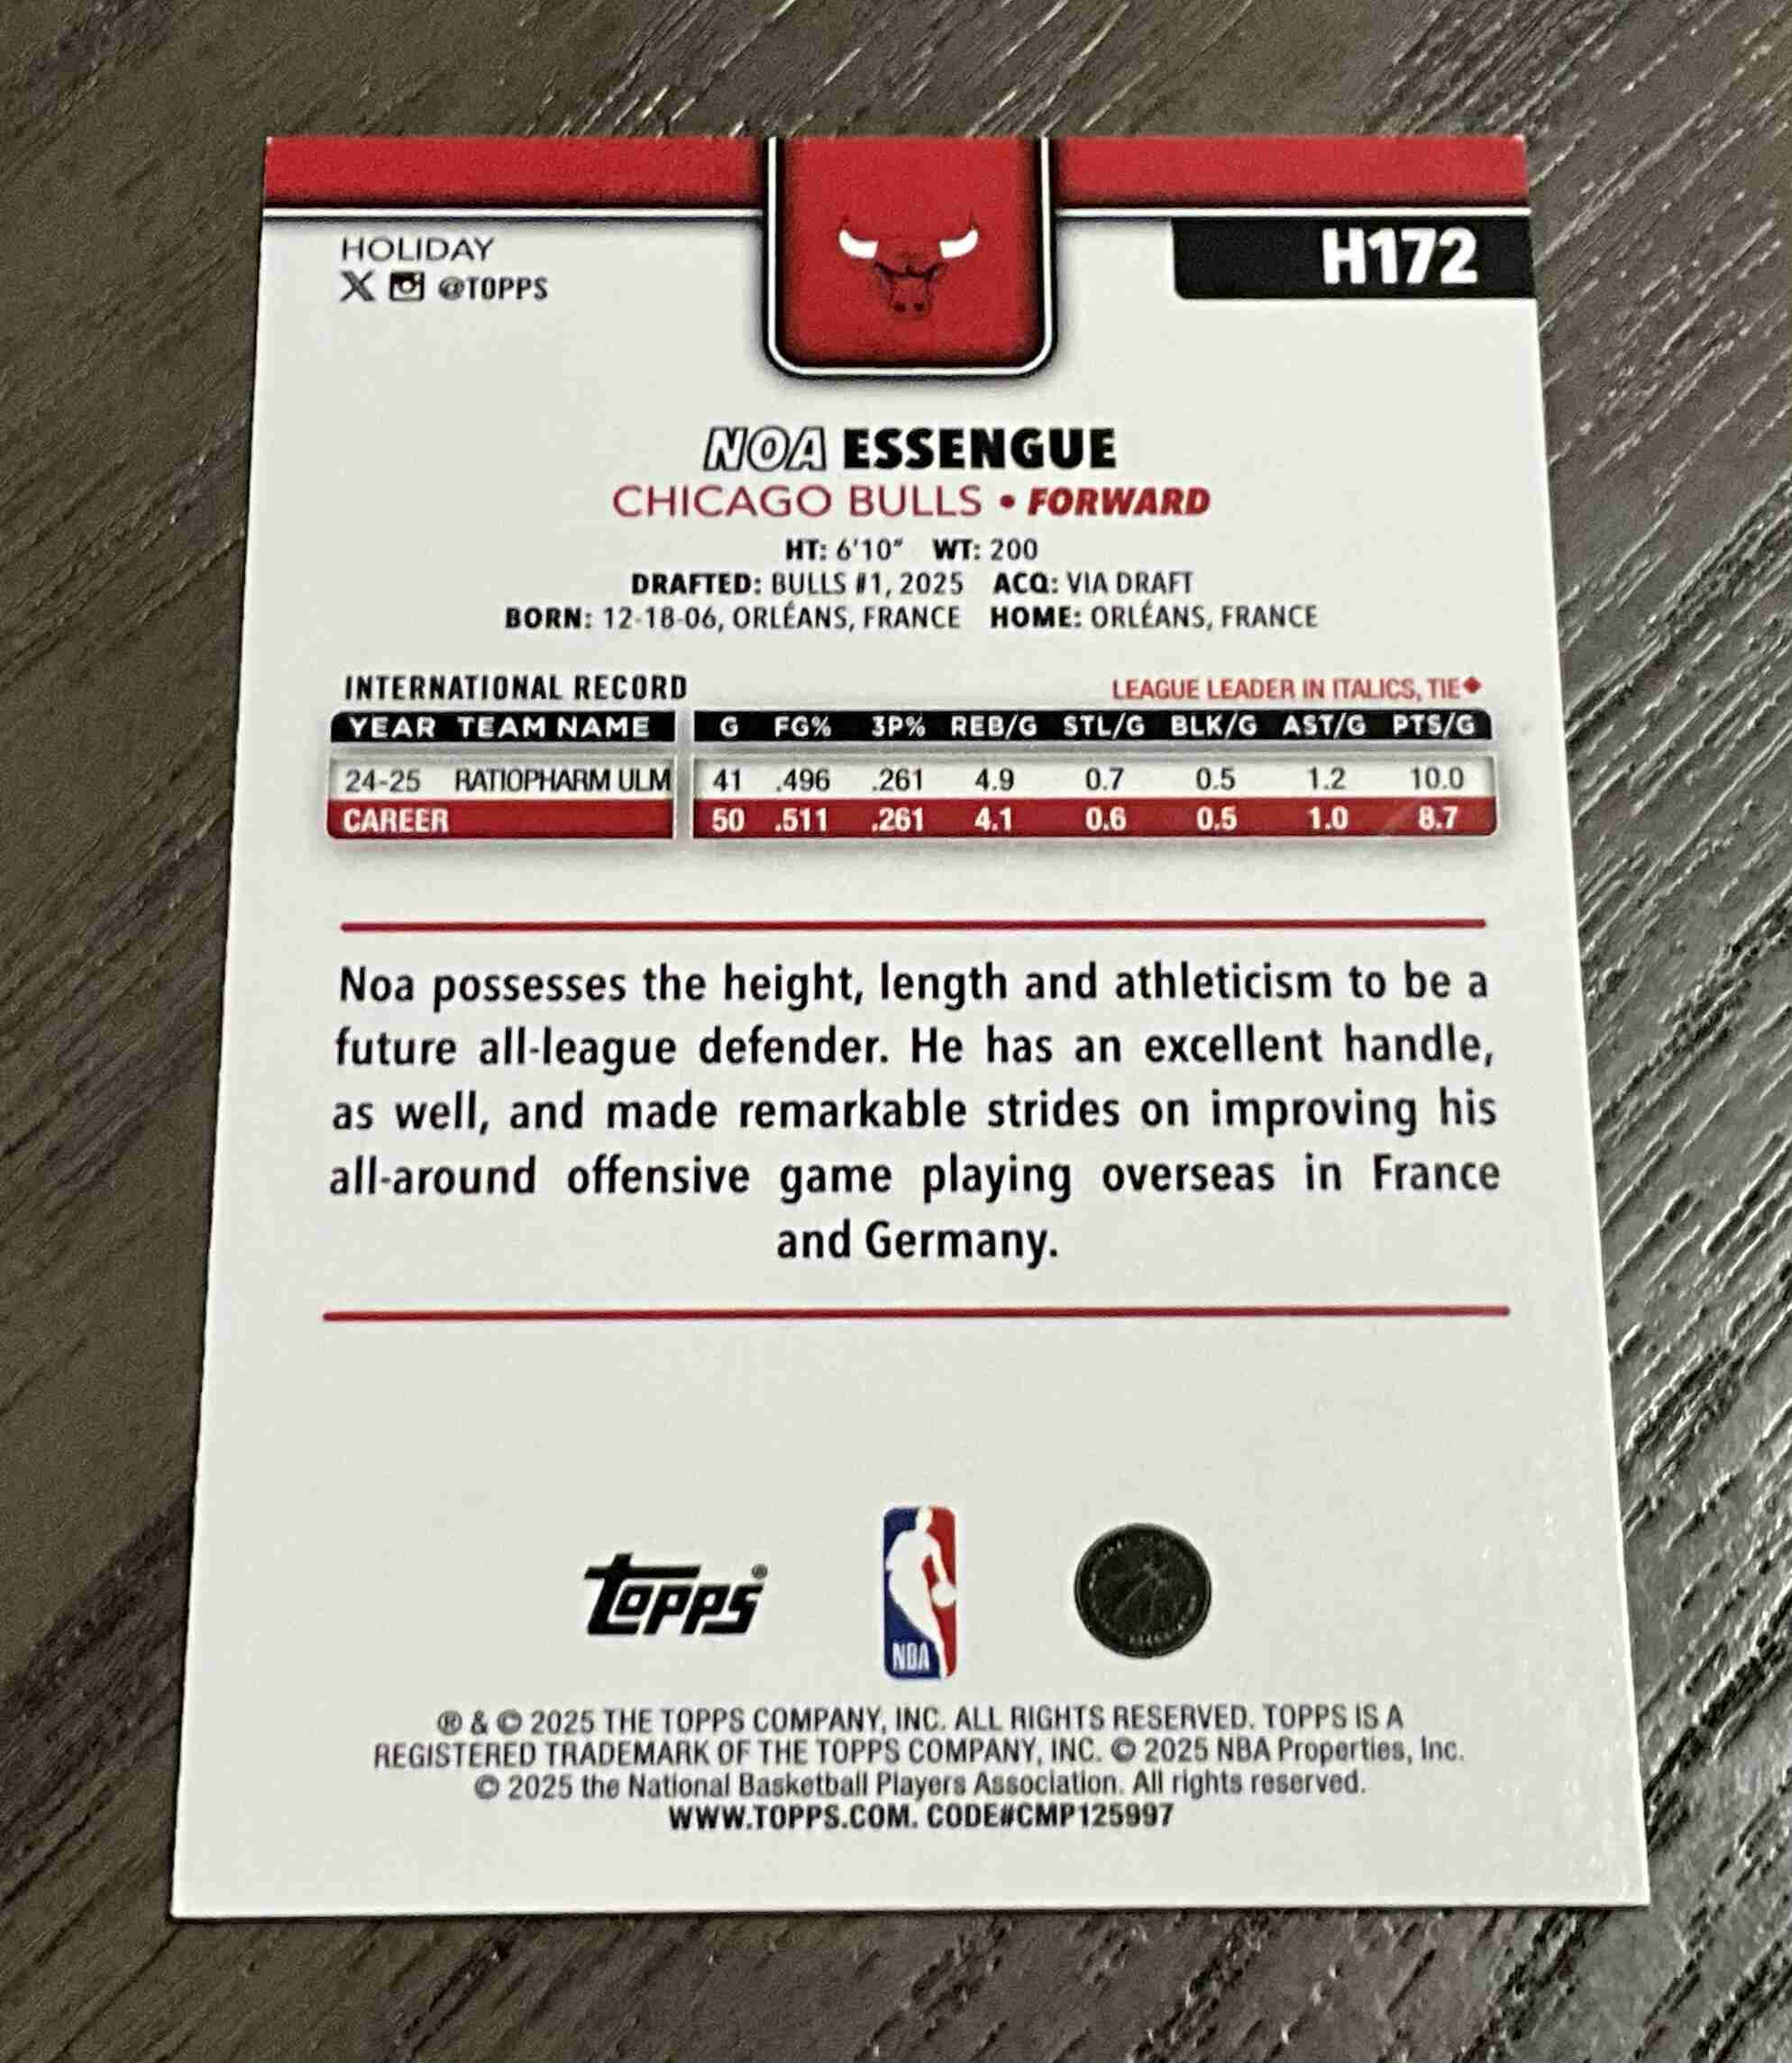 HOLIDAY
X @TOPPS
H172
NOA ESSENGUE
CHICAGO BULLS • FORWARD
HT: 6'10" WT: 200
DRAFTED: BULLS #1, 2025 ACQ: VIA DRAFT
BORN: 12-18-06, ORLÉANS, FRANCE HOME: ORLÉANS, FRANCE
INTERNATIONAL RECORD LEAGUE LEADER IN ITALICS, TIE◆
YEAR TEAM NAME G FG% 3P% REB/G STL/G BLK/G AST/G PTS/G
24-25 RATIOPHARM ULM 41 .496 .261 4.9 0.7 0.5 1.2 10.0
CAREER 50 .511 .261 4.1 0.6 0.5 1.0 8.7
Noa possesses the height, length and athleticism to be a
future all-league defender. He has an excellent handle,
as well, and made remarkable strides on improving his
all-around offensive game playing overseas in France
and Germany.
Topps®
NBA
® & © 2025 THE TOPPS COMPANY, INC. ALL RIGHTS RESERVED. TOPPS IS A
REGISTERED TRADEMARK OF THE TOPPS COMPANY, INC. © 2025 NBA Properties, Inc.
© 2025 the National Basketball Players Association. All rights reserved.
WWW.TOPPS.COM. CODE#CMP125997